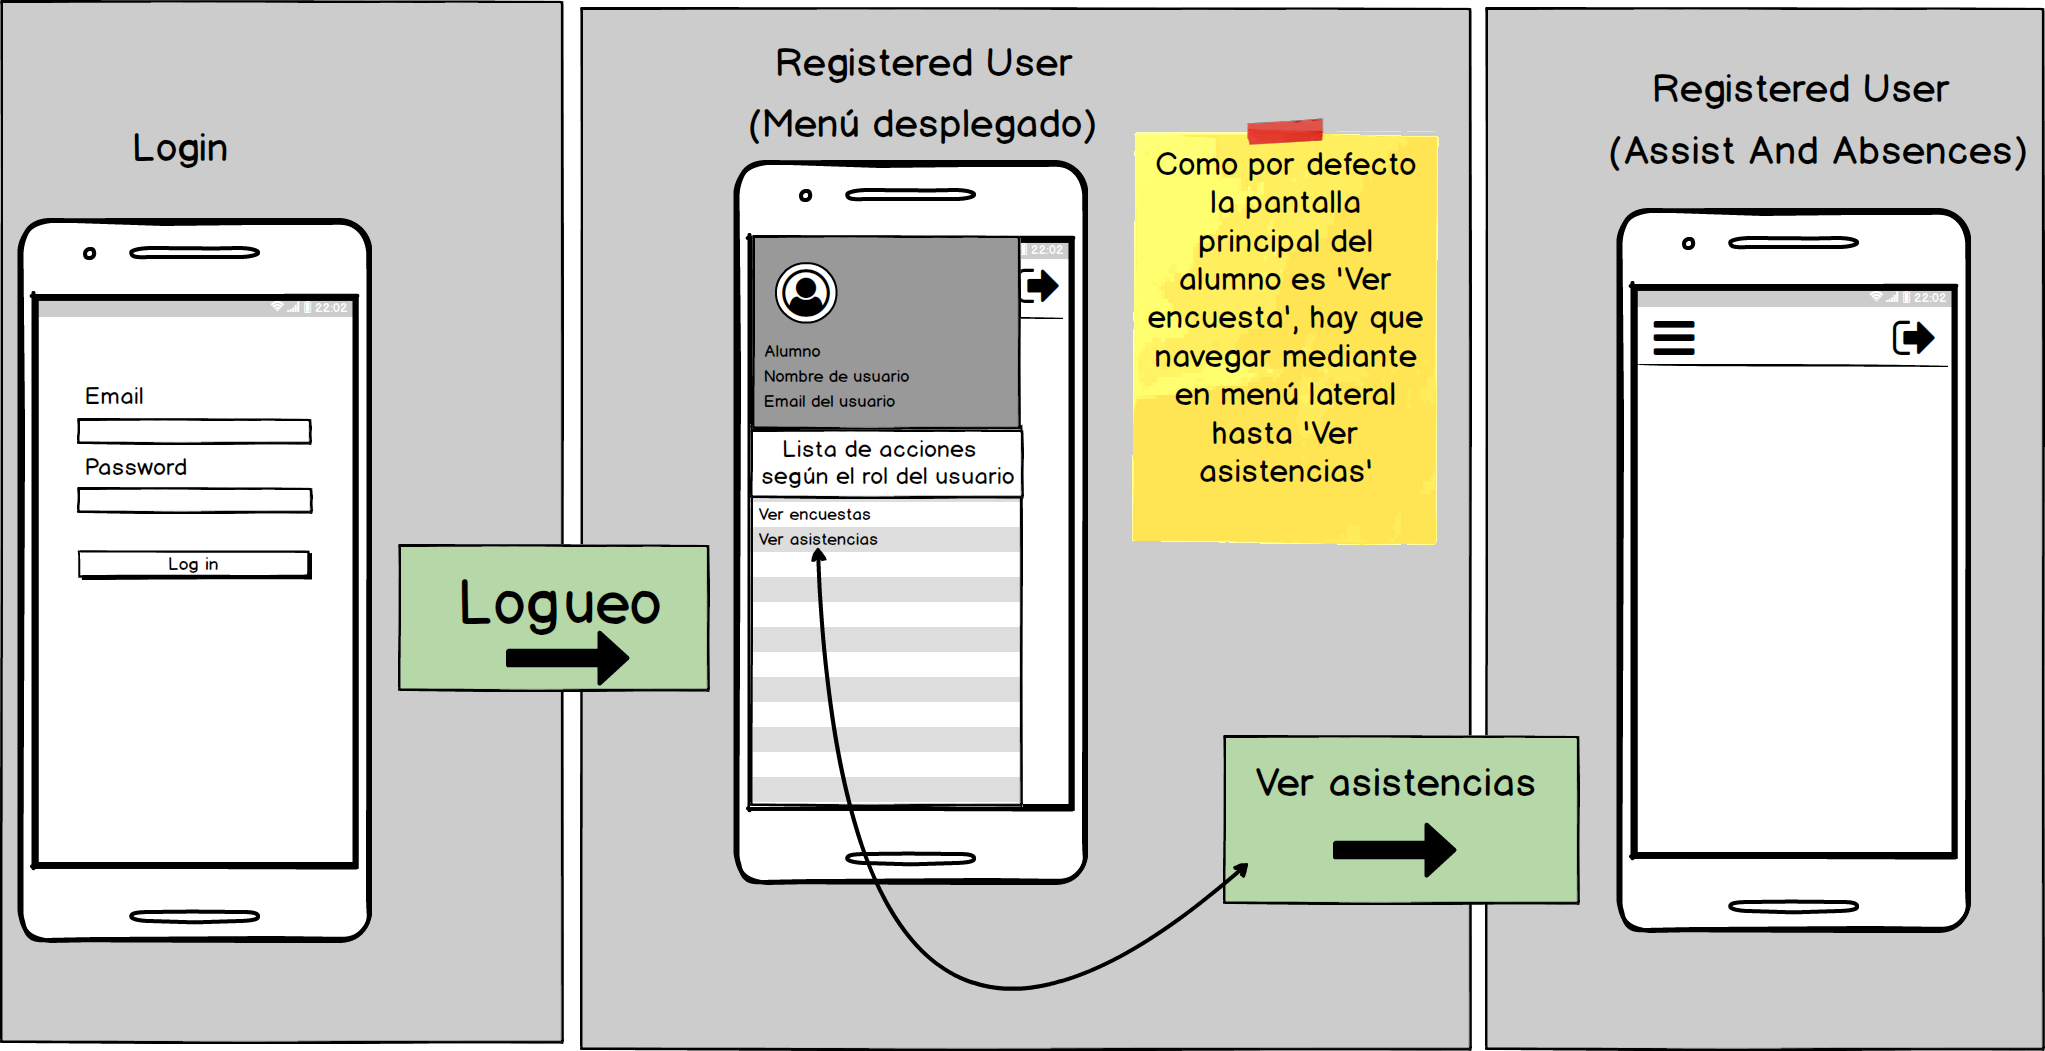 Login
22:02
Email
Password
Log in
Logueo
Registered User
(Menú desplegado)
22:02
Alumno
Nombre de usuario
Email del usuario
Lista de acciones
según el rol del usuario
Ver encuestas
Ver asistencias
Como por defecto
la pantalla
principal del
alumno es 'Ver
encuesta', hay que
navegar mediante
en menú lateral
hasta 'Ver
asistencias'
Ver asistencias
Registered User
(Assist And Absences)
22:02